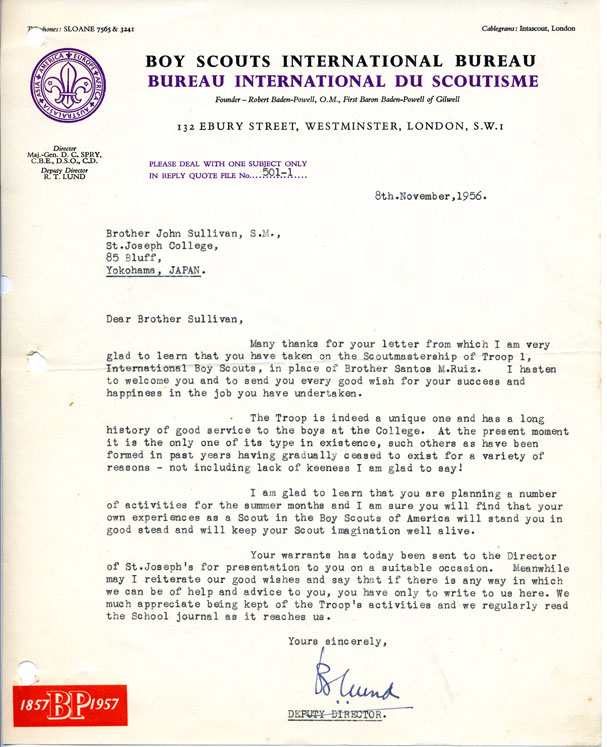 Telephones: SLOANE 7565 & 3241
Cablegrams: Intascout, London
ASIA AMERICA EUROPE AFRICA AUSTRALASIA
BOY SCOUTS INTERNATIONAL BUREAU
BUREAU INTERNATIONAL DU SCOUTISME
Founder – Robert Baden-Powell, O.M., First Baron Baden-Powell of Gilwell
132 EBURY STREET, WESTMINSTER, LONDON, S.W.1
Director
Maj.-Gen. D. C. SPRY,
C.B.E., D.S.O., C.D.
Deputy Director
R. T. LUND
PLEASE DEAL WITH ONE SUBJECT ONLY
IN REPLY QUOTE FILE No....501-1....
8th.November,1956.
Brother John Sullivan, S.M.,
St.Joseph College,
85 Bluff,
Yokohama, JAPAN.
Dear Brother Sullivan,
Many thanks for your letter from which I am very
glad to learn that you have taken on the Scoutmastership of Troop 1,
International Boy Scouts, in place of Brother Santos M.Ruiz. I hasten
to welcome you and to send you every good wish for your success and
happiness in the job you have undertaken.
The Troop is indeed a unique one and has a long
history of good service to the boys at the College. At the present moment
it is the only one of its type in existence, such others as have been
formed in past years having gradually ceased to exist for a variety of
reasons - not including lack of keeness I am glad to say!
I am glad to learn that you are planning a number
of activities for the summer months and I am sure you will find that your
own experiences as a Scout in the Boy Scouts of America will stand you in
good stead and will keep your Scout imagination well alive.
Your warrants has today been sent to the Director
of St.Joseph's for presentation to you on a suitable occasion. Meanwhile
may I reiterate our good wishes and say that if there is any way in which
we can be of help and advice to you, you have only to write to us here. We
much appreciate being kept of the Troop's activities and we regularly read
the School journal as it reaches us.
Yours sincerely,
Lund
DEPUTY DIRECTOR.
1857 BP 1957